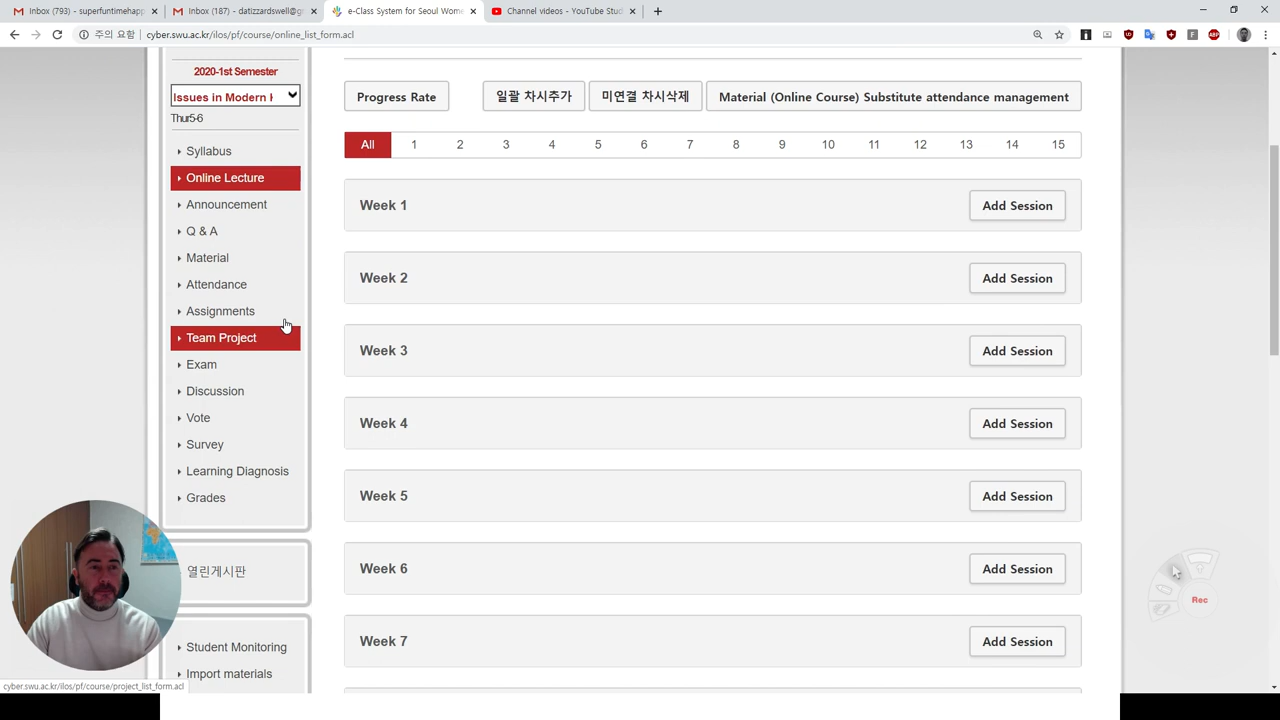 Inbox (793) - superfuntimehapp
Inbox (187) - datizzardswell@g
e-Class System for Seoul Wome
Channel videos - YouTube Stud
주의 요함
cyber.swu.ac.kr/ilos/pf/course/online_list_form.acl
2020-1st Semester
Issues in Modern
Thur5-6
Syllabus
Online Lecture
Announcement
Q & A
Material
Attendance
Assignments
Team Project
Exam
Discussion
Vote
Survey
Learning Diagnosis
Grades
열린게시판
Student Monitoring
Import materials
Progress Rate
일괄 차시추가
미연결 차시삭제
Material (Online Course) Substitute attendance management
All 1 2 3 4 5 6 7 8 9 10 11 12 13 14 15
Week 1 Add Session
Week 2 Add Session
Week 3 Add Session
Week 4 Add Session
Week 5 Add Session
Week 6 Add Session
Week 7 Add Session
Rec
cyber.swu.ac.kr/ilos/pf/course/project_list_form.acl